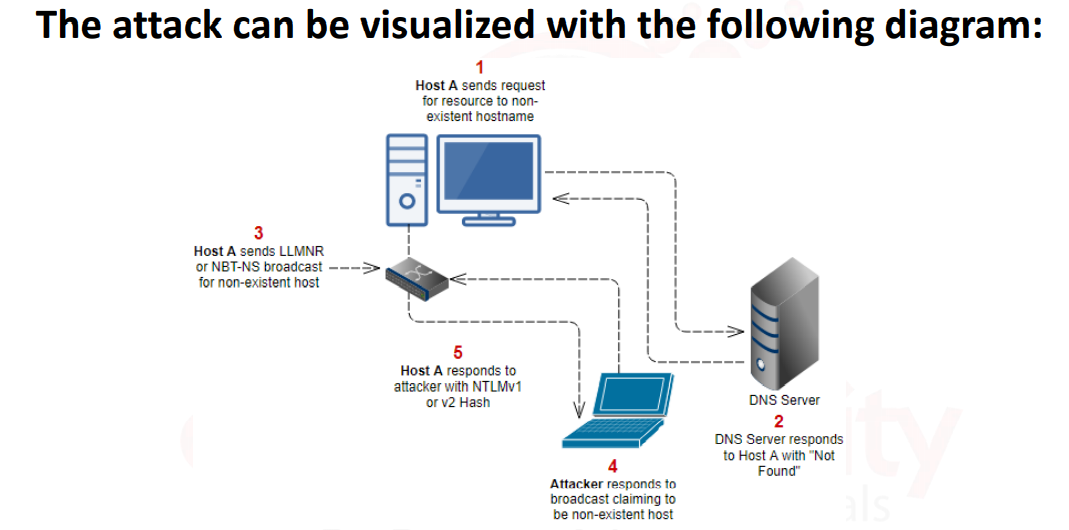 The attack can be visualized with the following diagram:
1
Host A sends request
for resource to non-
existent hostname
3
Host A sends LLMNR
or NBT-NS broadcast
for non-existent host
5
Host A responds to
attacker with NTLMv1
or v2 Hash
4
Attacker responds to
broadcast claiming to
be non-existent host
DNS Server
2
DNS Server responds
to Host A with "Not
Found"
ity
als